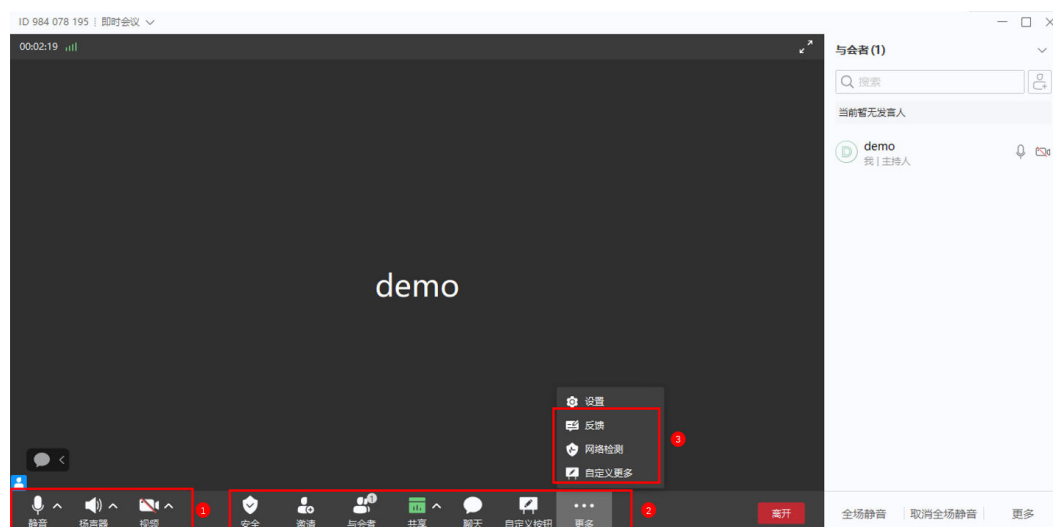 ID 984 078 195 | 即时会议
00:02:19
与会者(1)
搜索
当前暂无发言人
D
demo
我 | 主持人
demo
设置
反馈
网络检测
自定义更多
3
静音
扬声器
视频
1
安全
邀请
1
与会者
共享
聊天
自定义按钮
更多
2
离开
全场静音
取消全场静音
更多